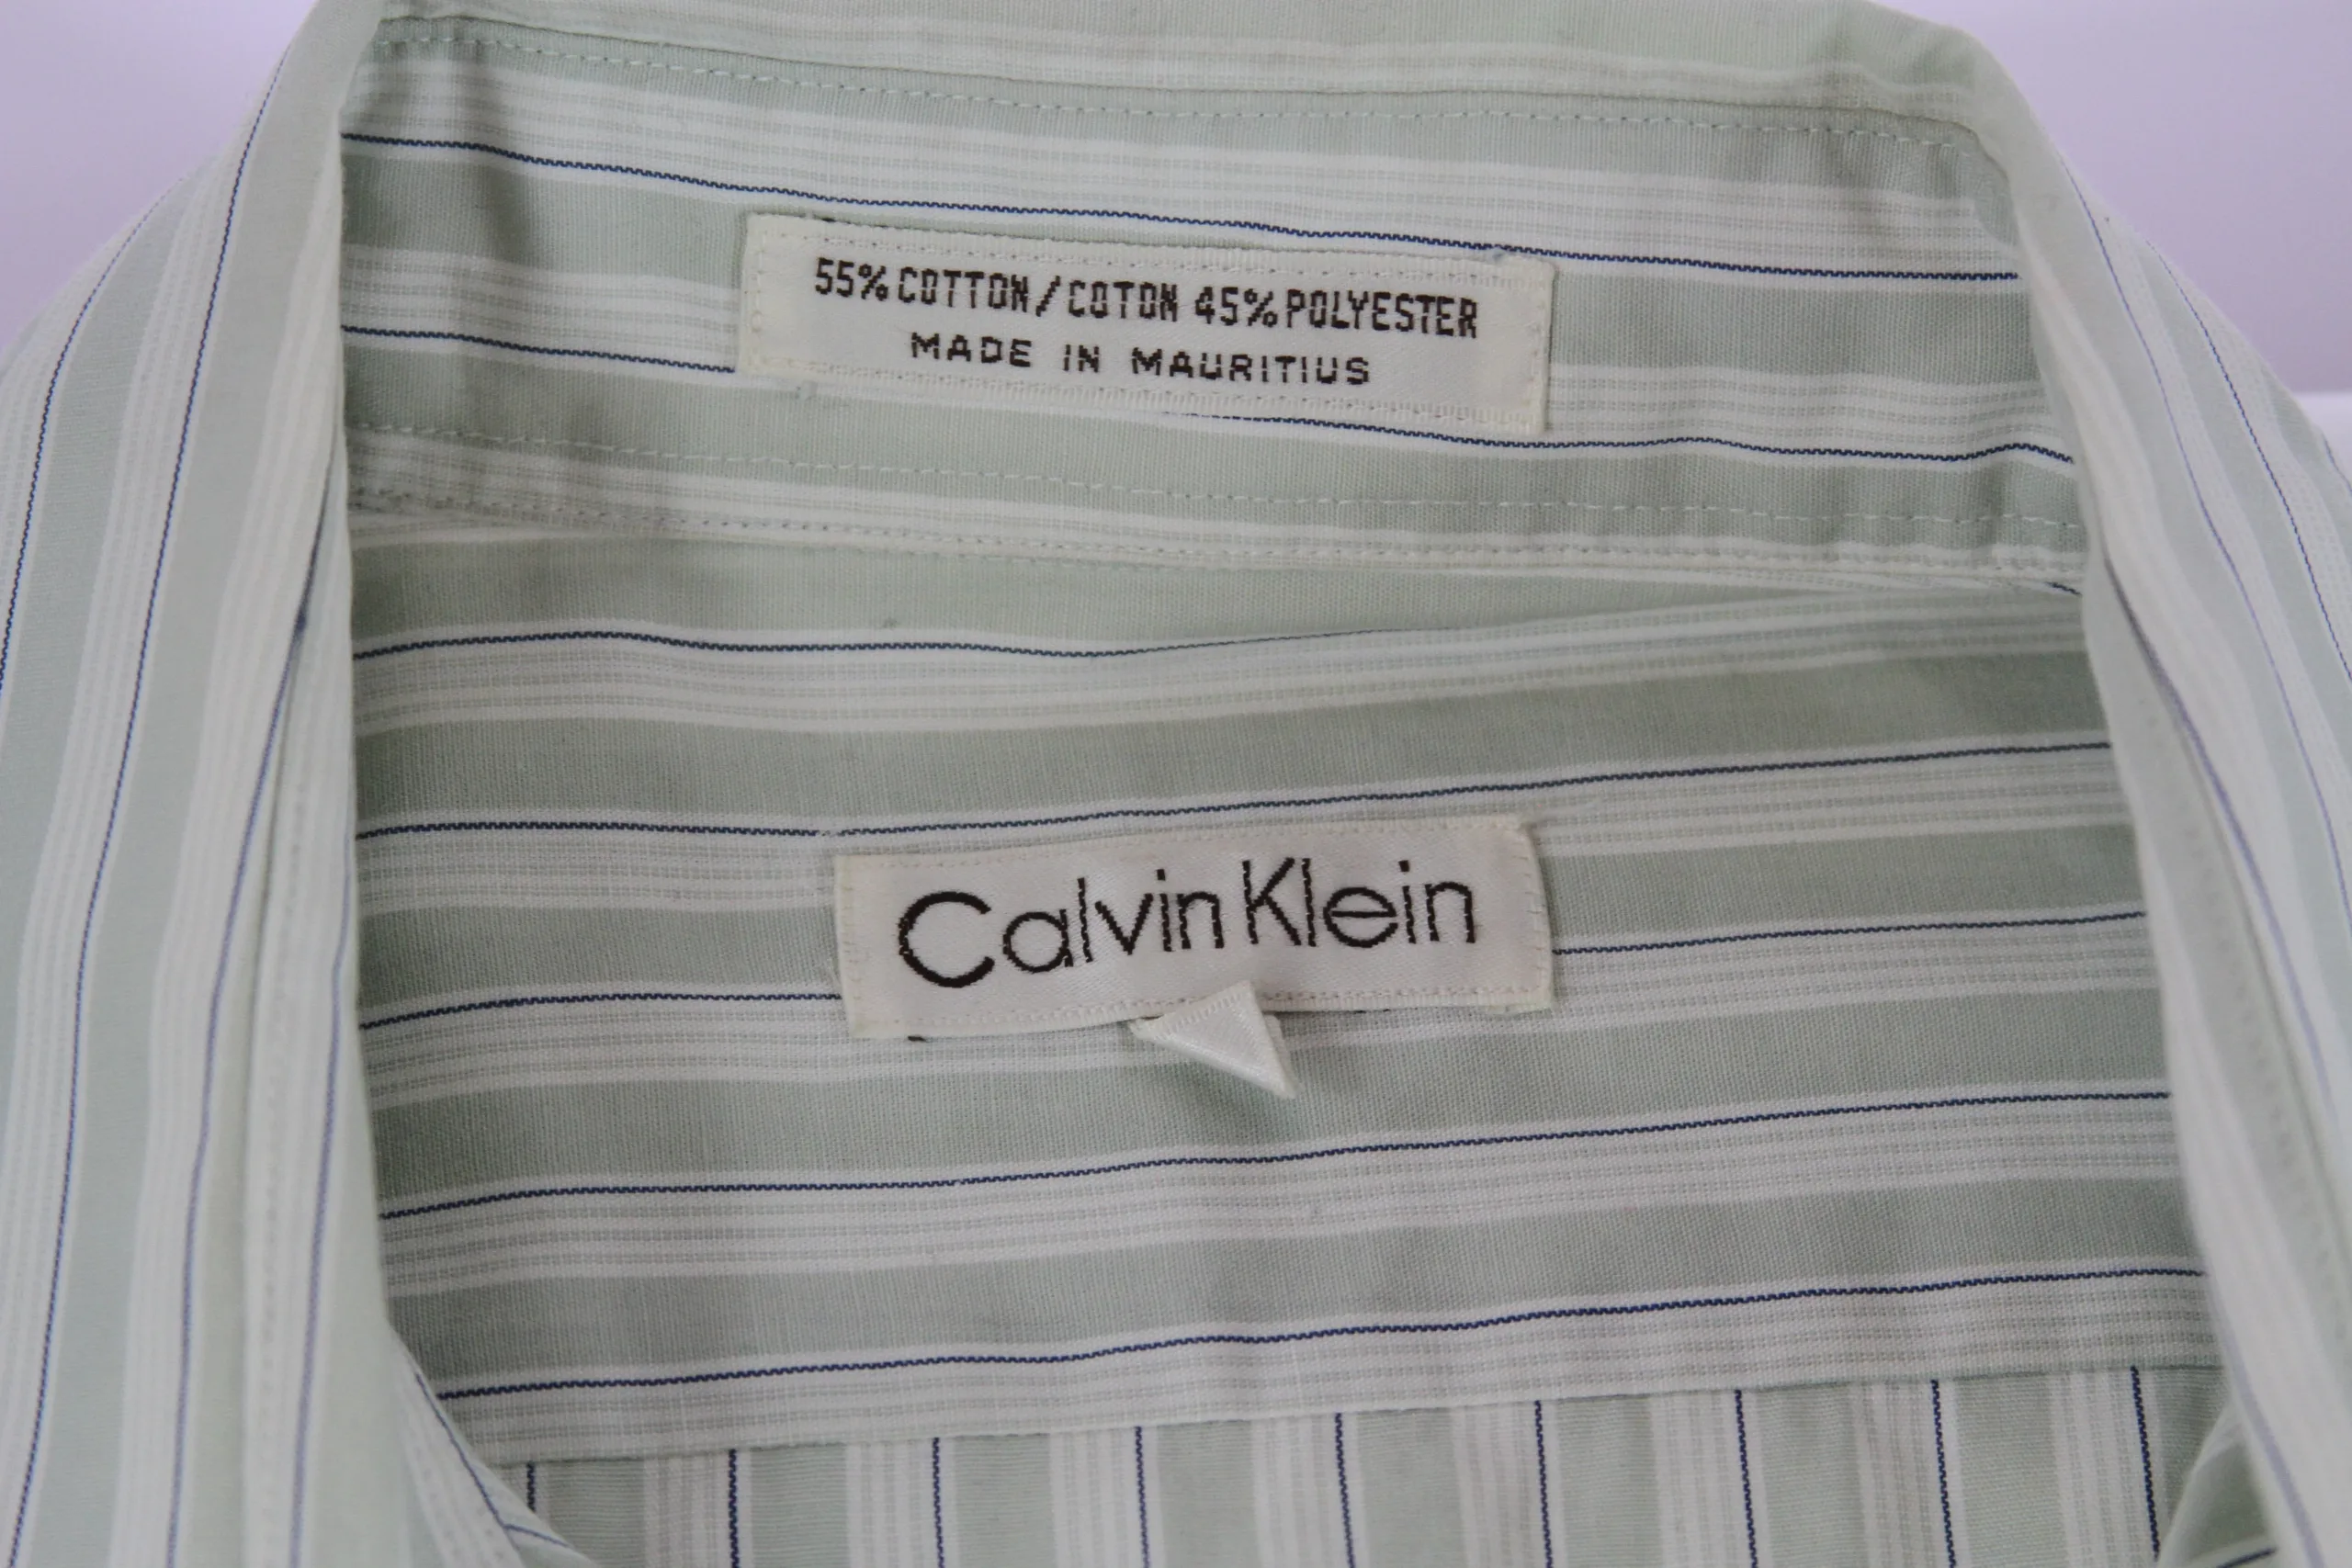 55% COTTON/COTON 45% POLYESTER
MADE IN MAURITIUS
Calvin Klein